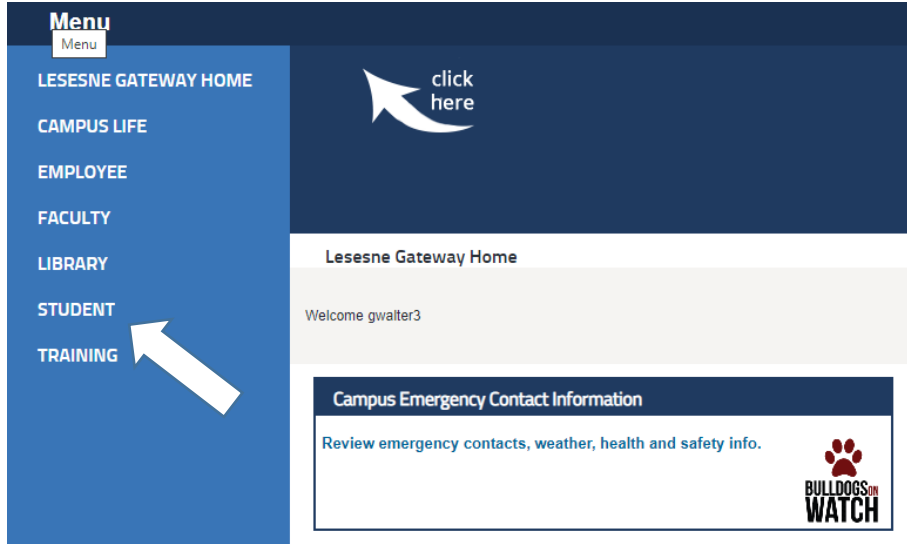 Menu
Menu
LESESNE GATEWAY HOME
CAMPUS LIFE
EMPLOYEE
FACULTY
LIBRARY
STUDENT
TRAINING
click
here
Lesesne Gateway Home
Welcome gwalter3
Campus Emergency Contact Information
Review emergency contacts, weather, health and safety info.
BULLDOGS ON
WATCH